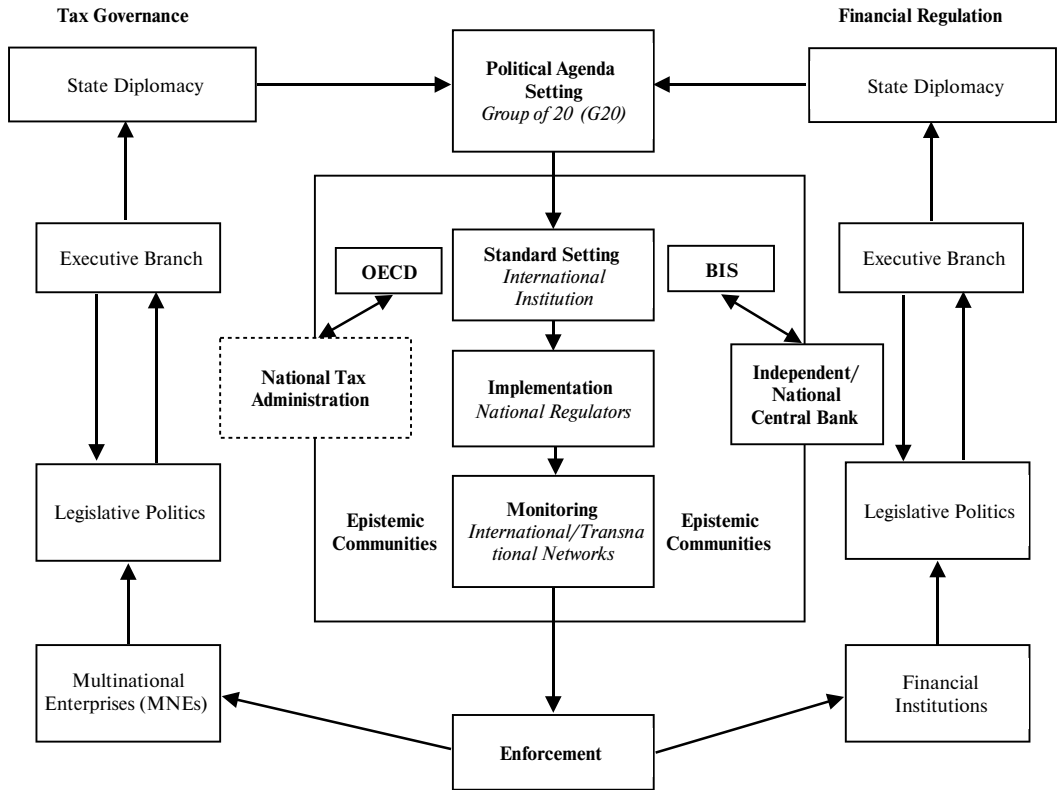 Tax Governance
Financial Regulation
State Diplomacy
Political Agenda
Setting
Group of 20 (G20)
State Diplomacy
Executive Branch
OECD
Standard Setting
International
Institution
BIS
Executive Branch
National Tax
Administration
Implementation
National Regulators
Independent/
National
Central Bank
Legislative Politics
Epistemic
Communities
Monitoring
International/Transna
tional Networks
Epistemic
Communities
Legislative Politics
Multinational
Enterprises (MNEs)
Enforcement
Financial
Institutions